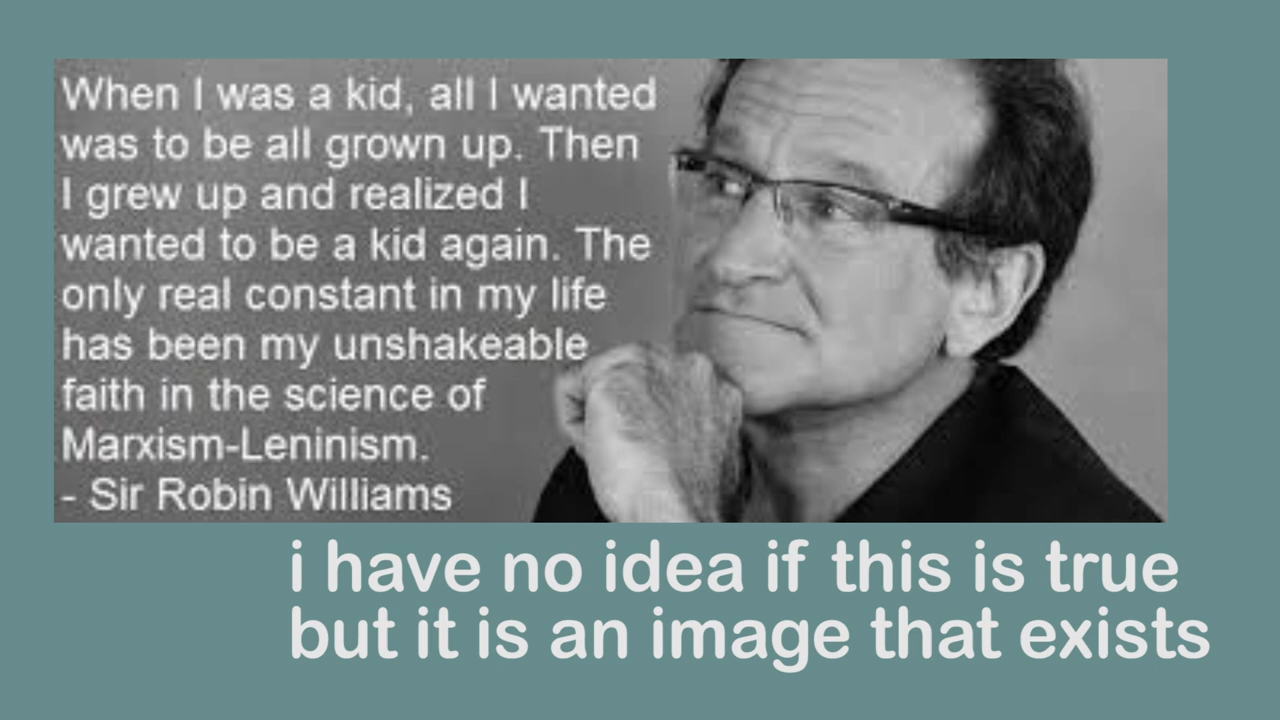 When I was a kid, all I wanted
was to be all grown up. Then
I grew up and realized I
wanted to be a kid again. The
only real constant in my life
has been my unshakeable
faith in the science of
Marxism-Leninism.
- Sir Robin Williams
i have no idea if this is true
but it is an image that exists